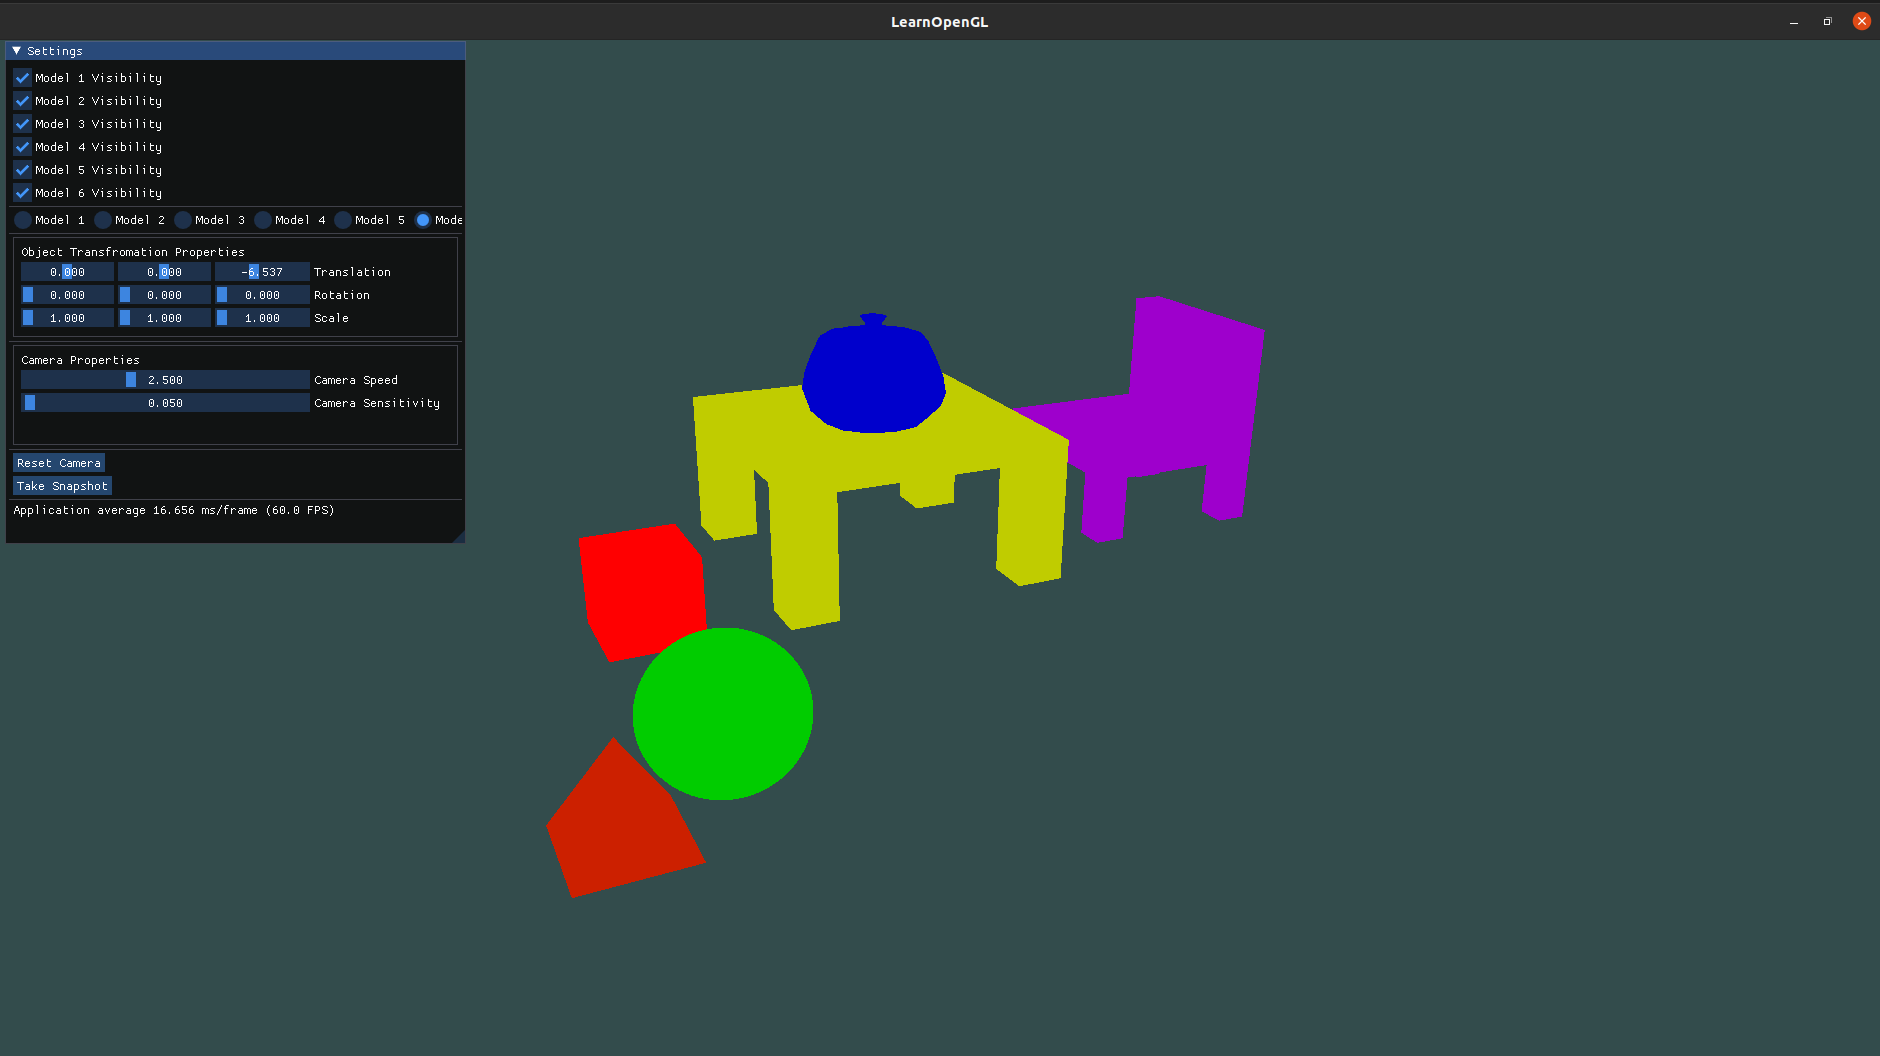 LearnOpenGL
Settings
Model 1 Visibility
Model 2 Visibility
Model 3 Visibility
Model 4 Visibility
Model 5 Visibility
Model 6 Visibility
Model 1 Model 2 Model 3 Model 4 Model 5 Mode
Object Transfromation Properties
0.000 0.000 -6.537 Translation
0.000 0.000 0.000 Rotation
1.000 1.000 1.000 Scale
Camera Properties
2.500 Camera Speed
0.050 Camera Sensitivity
Reset Camera
Take Snapshot
Application average 16.656 ms/frame (60.0 FPS)